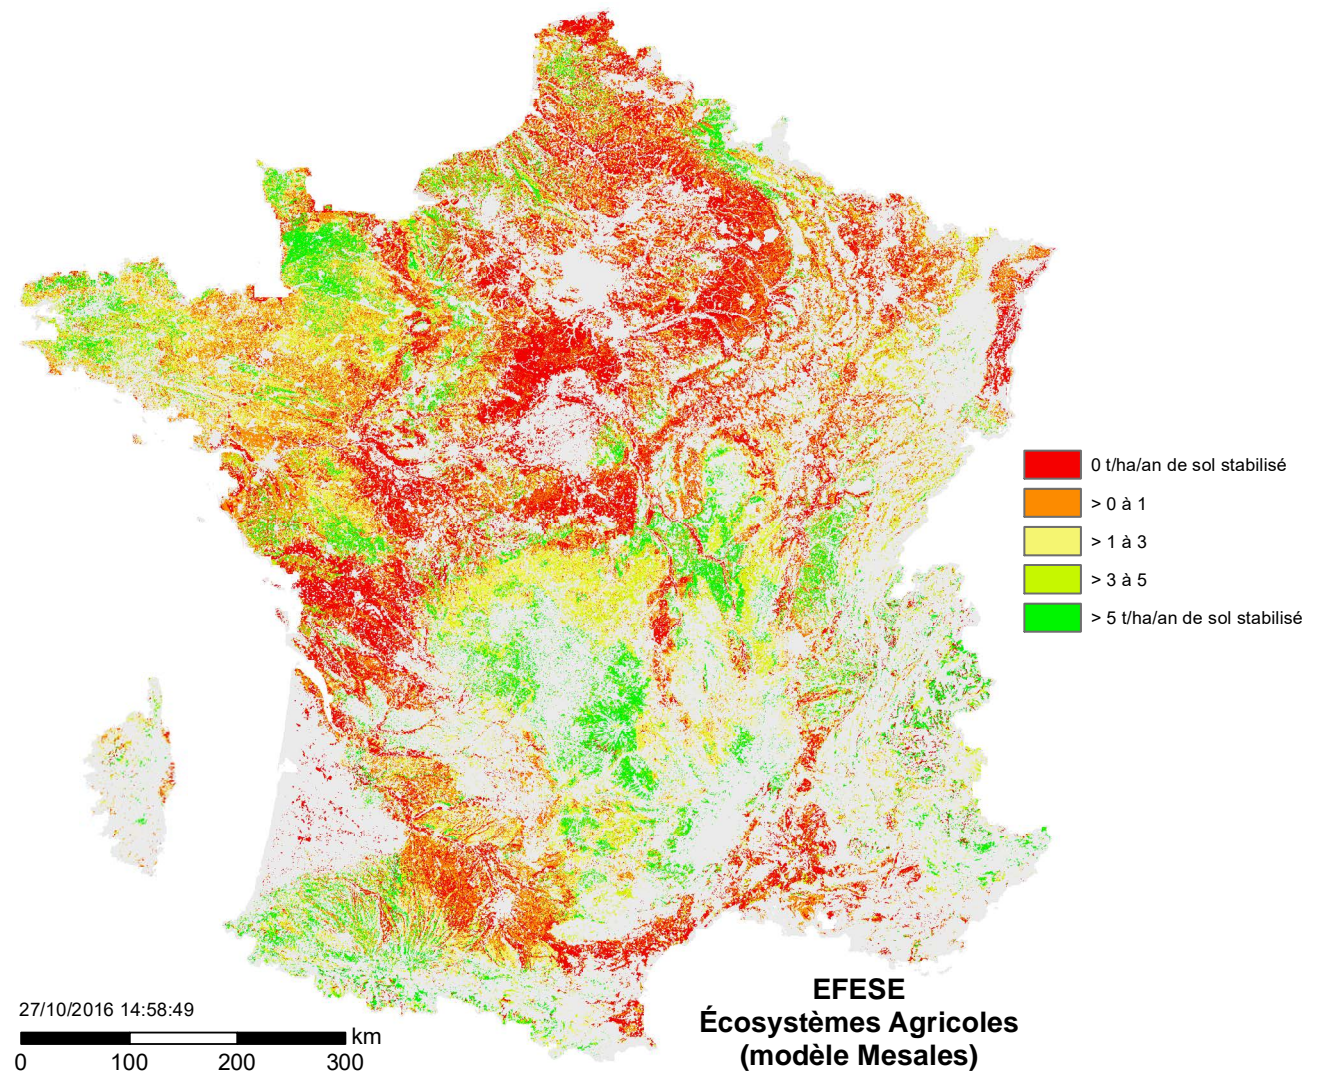 0 t/ha/an de sol stabilisé
> 0 à 1
> 1 à 3
> 3 à 5
> 5 t/ha/an de sol stabilisé
27/10/2016 14:58:49
km
0 100 200 300
EFESE
Écosystèmes Agricoles
(modèle Mesales)